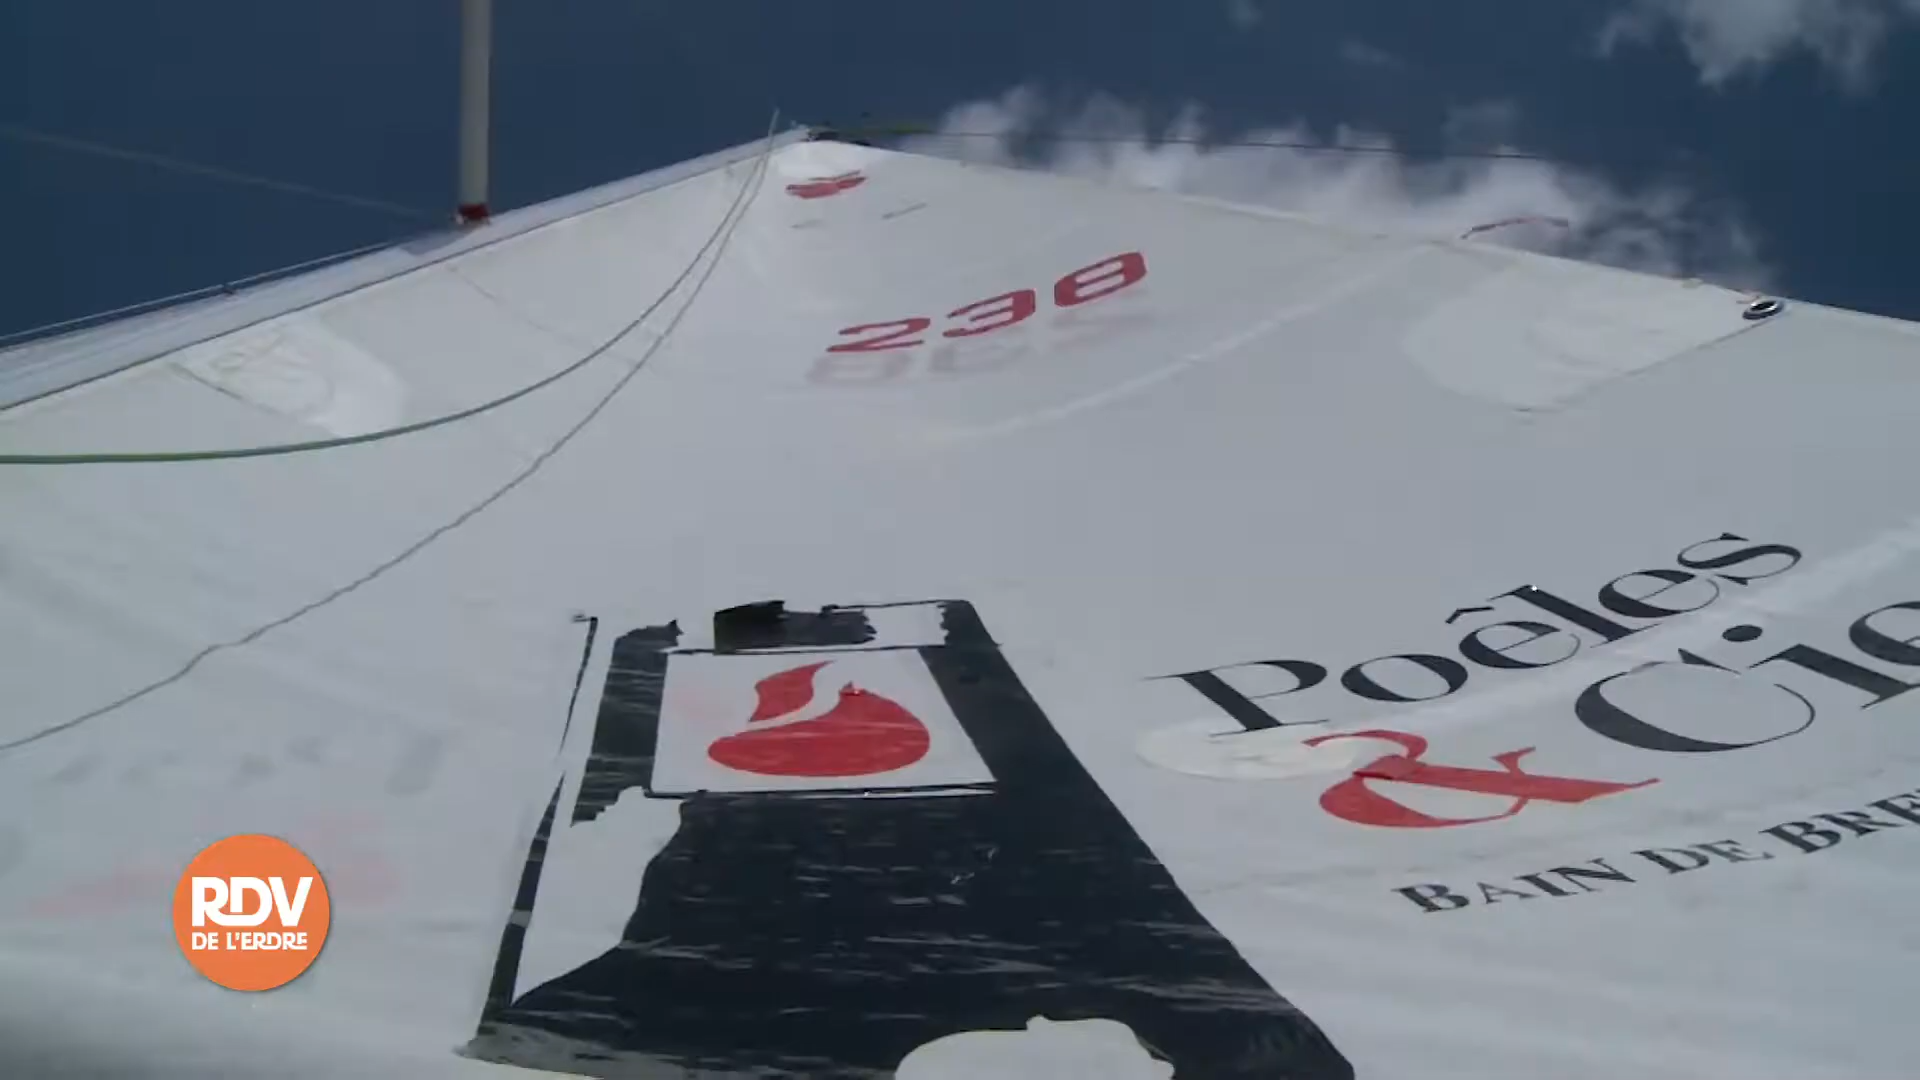 238
Poêles
& Cie
BAIN DE BRE
RDV
DE L'ERDRE